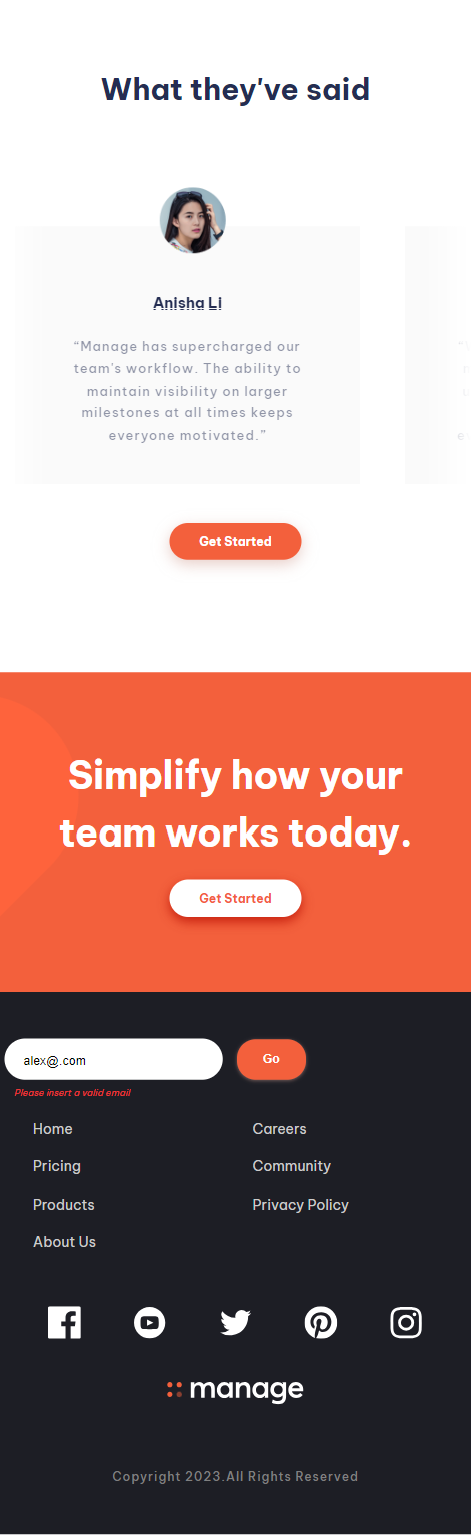 What they've said
Anisha Li
“Manage has supercharged our
team's workflow. The ability to
maintain visibility on larger
milestones at all times keeps
everyone motivated.”
Get Started
Simplify how your
team works today.
Get Started
alex@.com
Go
Please insert a valid email
Home
Careers
Pricing
Community
Products
Privacy Policy
About Us
manage
Copyright 2023.All Rights Reserved